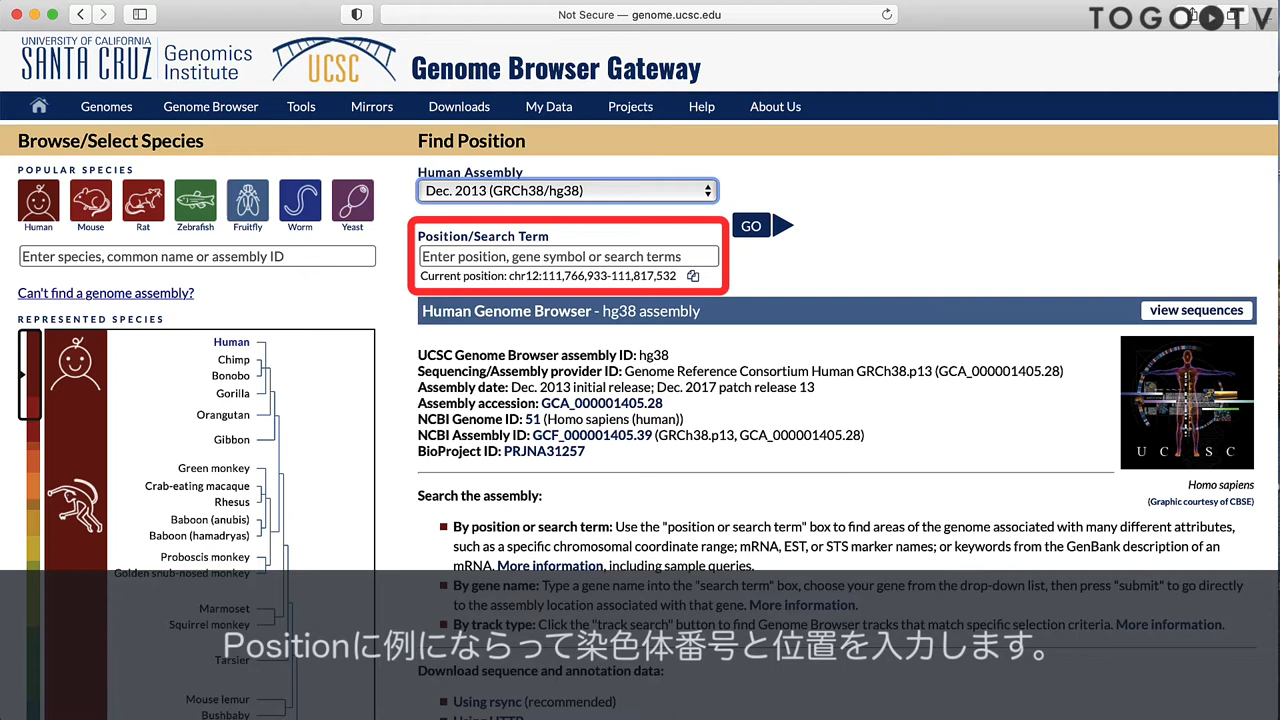 Not Secure — genome.ucsc.edu
TOGO TV
UNIVERSITY OF CALIFORNIA
SANTA CRUZ
Genomics
Institute
UCSC
Genome Browser Gateway
Genomes Genome Browser Tools Mirrors Downloads My Data Projects Help About Us
Browse/Select Species
POPULAR SPECIES
Human Mouse Rat Zebrafish Fruitfly Worm Yeast
Enter species, common name or assembly ID
Can't find a genome assembly?
REPRESENTED SPECIES
Human
Chimp
Bonobo
Gorilla
Orangutan
Gibbon
Green monkey
Crab-eating macaque
Rhesus
Baboon (anubis)
Baboon (hamadryas)
Proboscis monkey
Golden snub-nosed monkey
Marmoset
Squirrel monkey
Tarsier
Mouse lemur
Bushbaby
Find Position
Human Assembly
Dec. 2013 (GRCh38/hg38)
Position/Search Term
GO
Enter position, gene symbol or search terms
Current position: chr12:111,766,933-111,817,532
Human Genome Browser - hg38 assembly
view sequences
UCSC Genome Browser assembly ID: hg38
Sequencing/Assembly provider ID: Genome Reference Consortium Human GRCh38.p13 (GCA_000001405.28)
Assembly date: Dec. 2013 initial release; Dec. 2017 patch release 13
Assembly accession: GCA_000001405.28
NCBI Genome ID: 51 (Homo sapiens (human))
NCBI Assembly ID: GCF_000001405.39 (GRCh38.p13, GCA_000001405.28)
BioProject ID: PRJNA31257
UCSC
Homo sapiens
(Graphic courtesy of CBSE)
Search the assembly:
By position or search term: Use the "position or search term" box to find areas of the genome associated with many different attributes,
such as a specific chromosomal coordinate range; mRNA, EST, or STS marker names; or keywords from the GenBank description of an
mRNA. More information, including sample queries.
By gene name: Type a gene name into the "search term" box, choose your gene from the drop-down list, then press "submit" to go directly
to the assembly location associated with that gene. More information.
By track type: Click the "track search" button to find Genome Browser tracks that match specific selection criteria. More information.
Download sequence and annotation data:
Using rsync (recommended)
Using HTTP
Positionに例にならって染色体番号と位置を入力します。